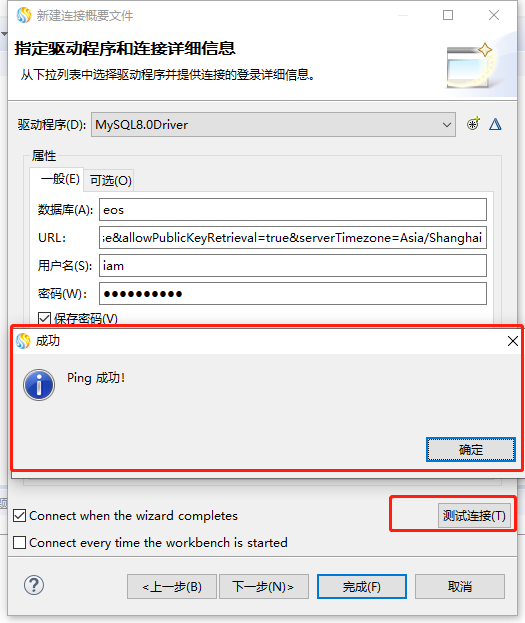 新建连接概要文件
指定驱动程序和连接详细信息
从下拉列表中选择驱动程序并提供连接的登录详细信息。
驱动程序(D): MySQL8.0Driver
属性
一般(E) 可选(O)
数据库(A): eos
URL: se&allowPublicKeyRetrieval=true&serverTimezone=Asia/Shanghai
用户名(S): iam
密码(W): ●●●●●●●●●●
保存密码(V)
成功
Ping 成功!
确定
Connect when the wizard completes
测试连接(T)
Connect every time the workbench is started
<上一步(B) 下一步(N)> 完成(F) 取消